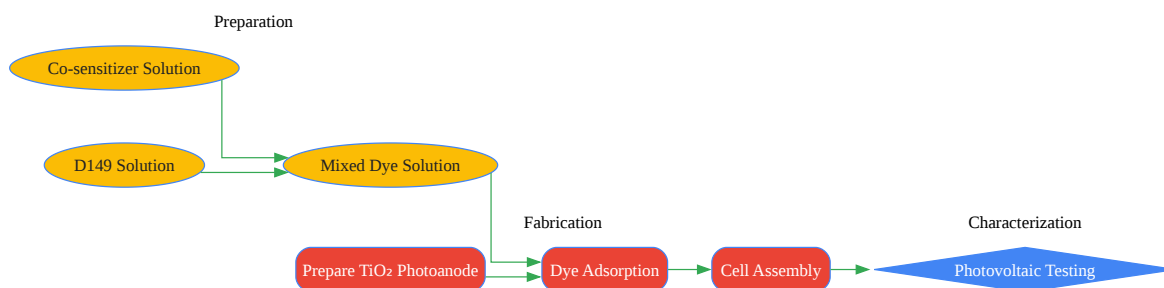 Preparation
Co-sensitizer Solution
D149 Solution
Mixed Dye Solution
Fabrication
Characterization
Prepare TiO₂ Photoanode
Dye Adsorption
Cell Assembly
Photovoltaic Testing